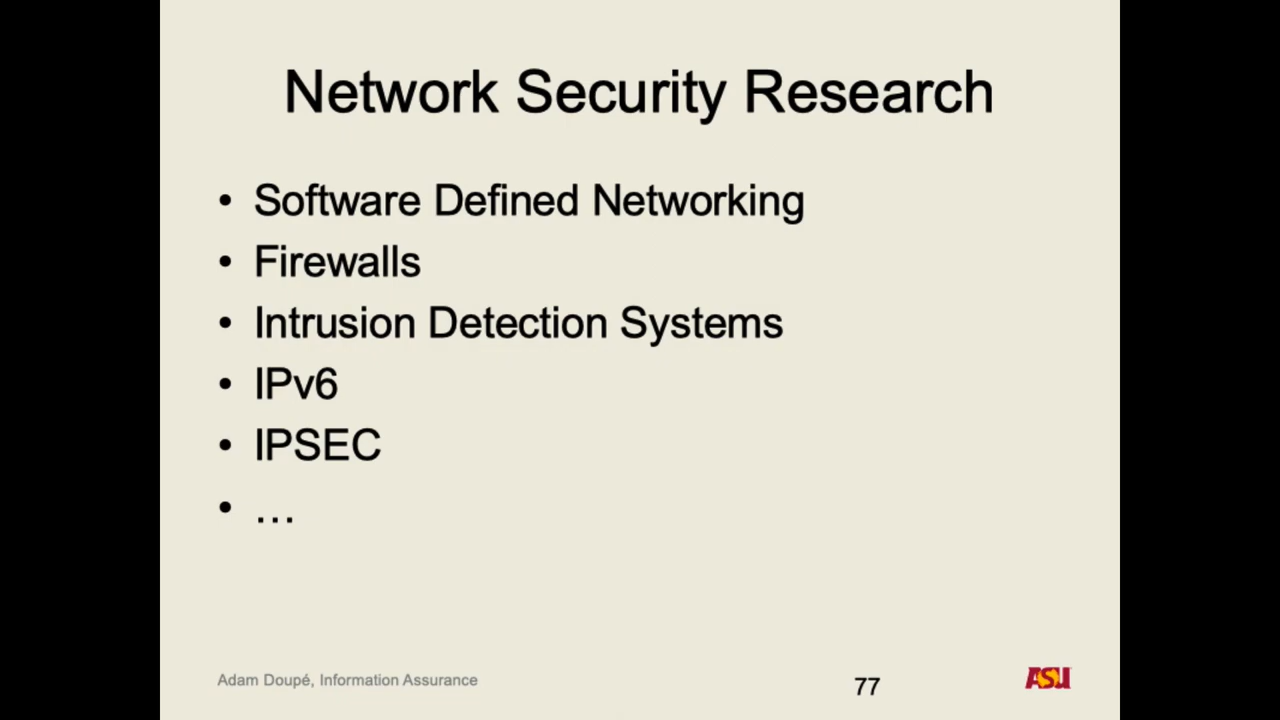 Network Security Research
• Software Defined Networking
• Firewalls
• Intrusion Detection Systems
• IPv6
• IPSEC
• …
Adam Doupé, Information Assurance
77
ASU